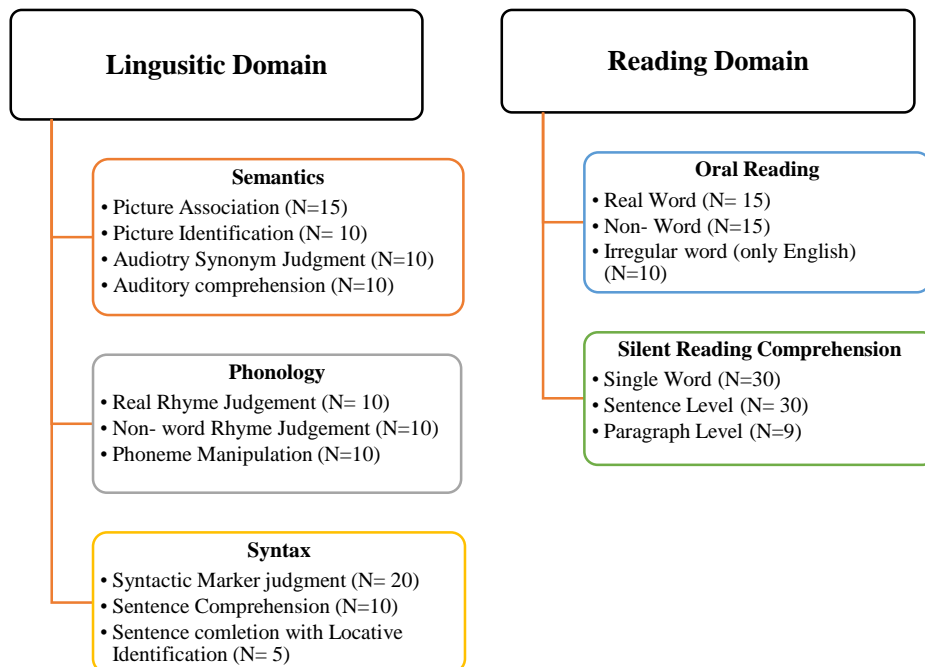 Lingusitic Domain
Semantics
• Picture Association (N=15)
• Picture Identification (N= 10)
• Audiotry Synonym Judgment (N=10)
• Auditory comprehension (N=10)
Phonology
• Real Rhyme Judgement (N= 10)
• Non- word Rhyme Judgement (N=10)
• Phoneme Manipulation (N=10)
Syntax
• Syntactic Marker judgment (N= 20)
• Sentence Comprehension (N=10)
• Sentence comletion with Locative
Identification (N= 5)
Reading Domain
Oral Reading
• Real Word (N= 15)
• Non- Word (N=15)
• Irregular word (only English)
(N=10)
Silent Reading Comprehension
• Single Word (N=30)
• Sentence Level (N= 30)
• Paragraph Level (N=9)